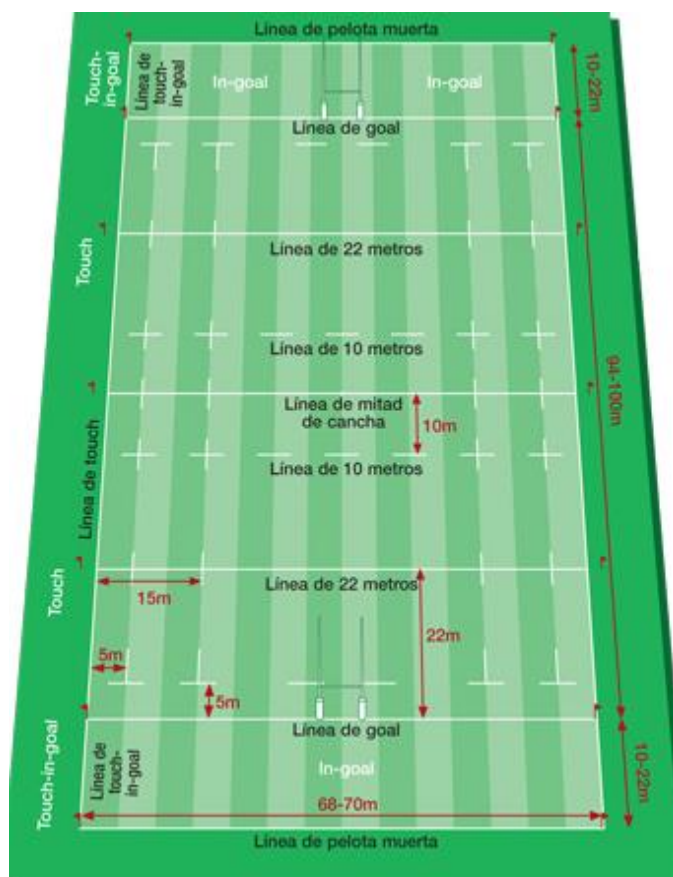 Línea de pelota muerta
Touch-
in-goal
Línea de
touch-
in-goal
In-goal
In-goal
10-22m
Línea de goal
Touch
Línea de 22 metros
Línea de 10 metros
94-100m
Línea de mitad
de cancha
10m
Línea de touch
Línea de 10 metros
Touch
Línea de 22 metros
15m
22m
5m
5m
Touch-in-goal
Línea de
touch-
in-goal
Línea de goal
In-goal
10-22m
68-70m
Línea de pelota muerta